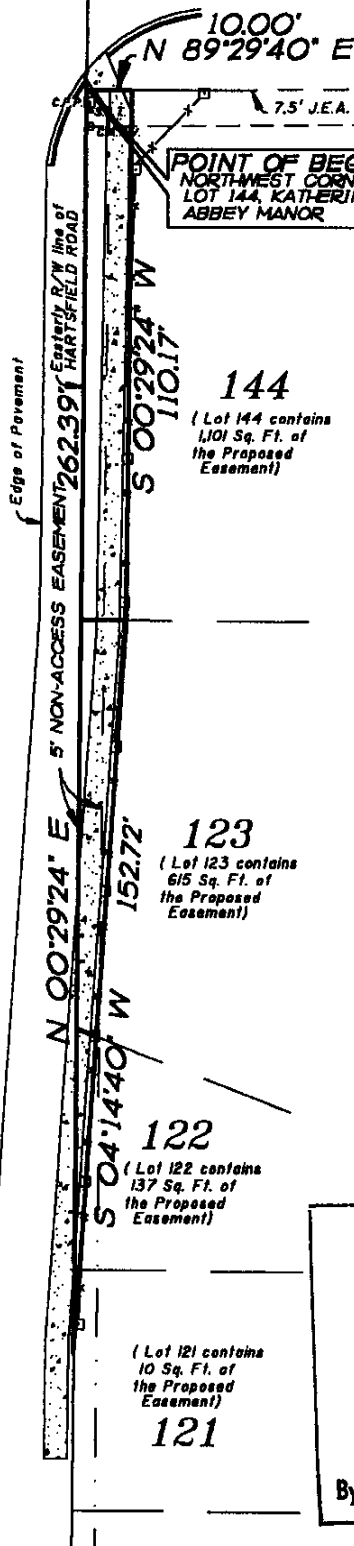 10.00'
N 89°29'40" E
7.5' J.E.A.
POINT OF BEG
NORTHWEST CORN
LOT 144, KATHERI
ABBEY MANOR
Easterly R/W line of
HARTSFIELD ROAD
Edge of Pavement
262.39'
5' NON-ACCESS EASEMENT
S 00°29'24" W
110.17'
144
( Lot 144 contains
1,101 Sq. Ft. of
the Proposed
Easement)
N 00°29'24" E
152.72'
123
( Lot 123 contains
615 Sq. Ft. of
the Proposed
Easement)
S 04°14'40" W
122
( Lot 122 contains
137 Sq. Ft. of
the Proposed
Easement)
( Lot 121 contains
10 Sq. Ft. of
the Proposed
Easement)
121
By